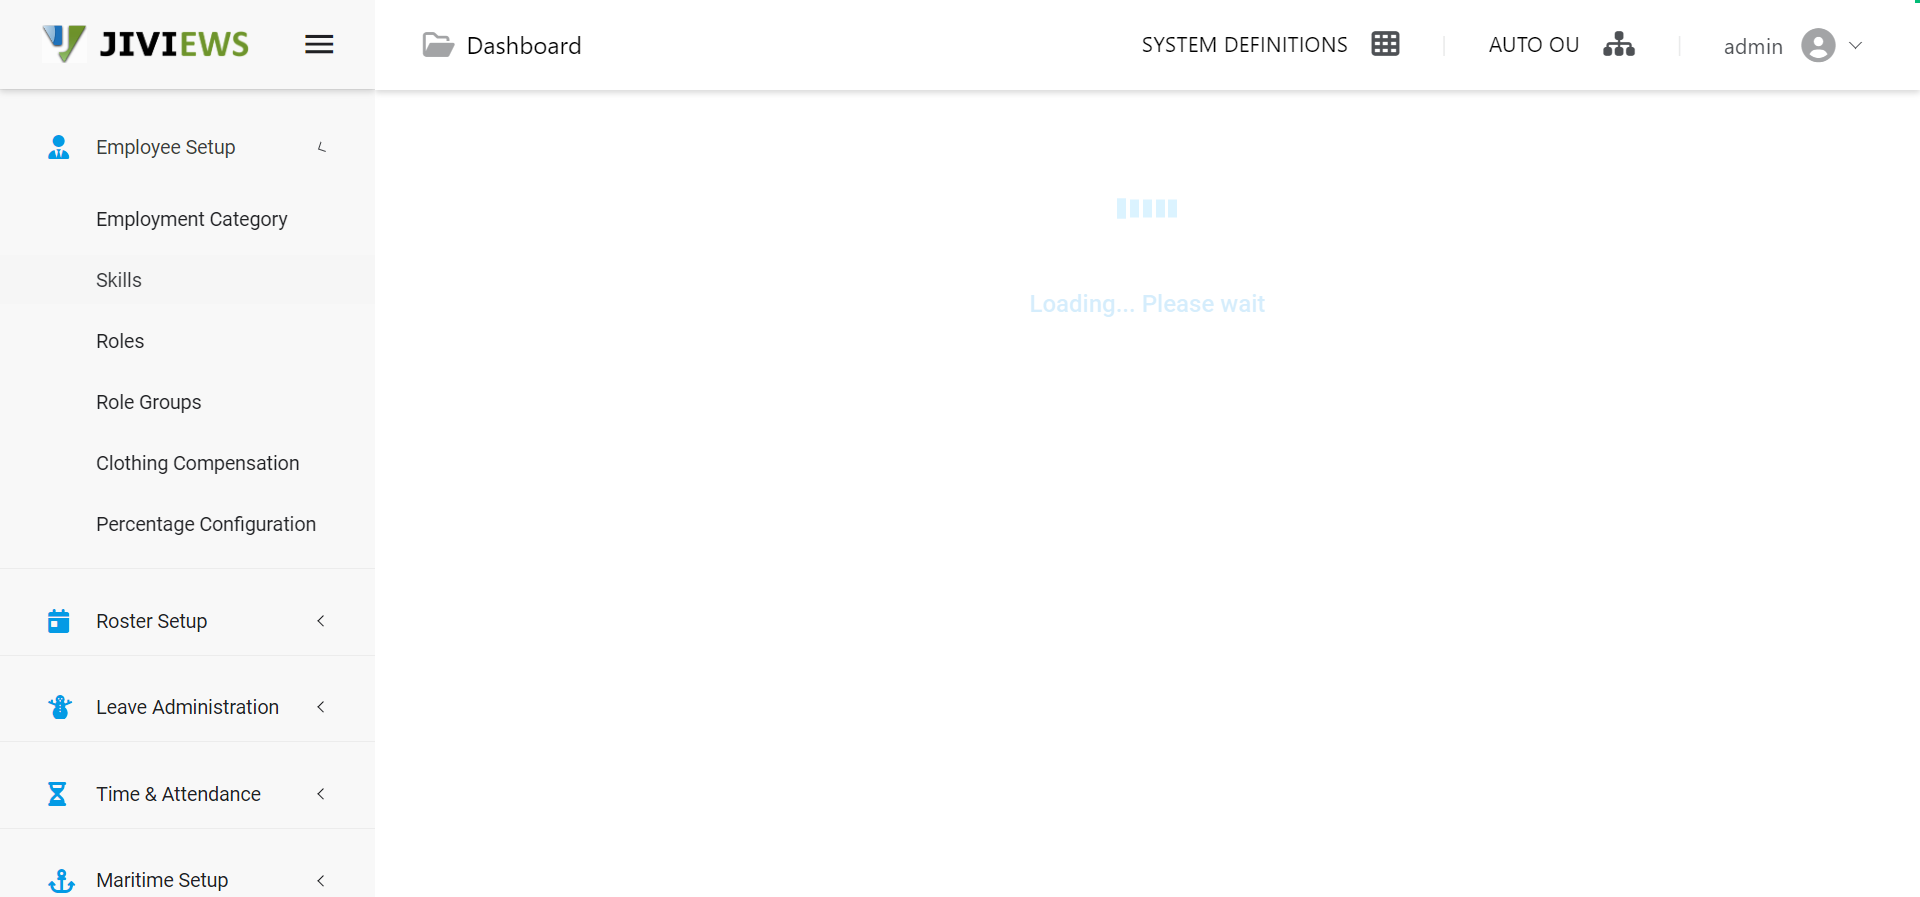 JIVIEWS
Dashboard
SYSTEM DEFINITIONS
AUTO OU
admin
Employee Setup
Employment Category
Skills
Roles
Role Groups
Clothing Compensation
Percentage Configuration
Roster Setup
Leave Administration
Time & Attendance
Maritime Setup
Loading... Please wait